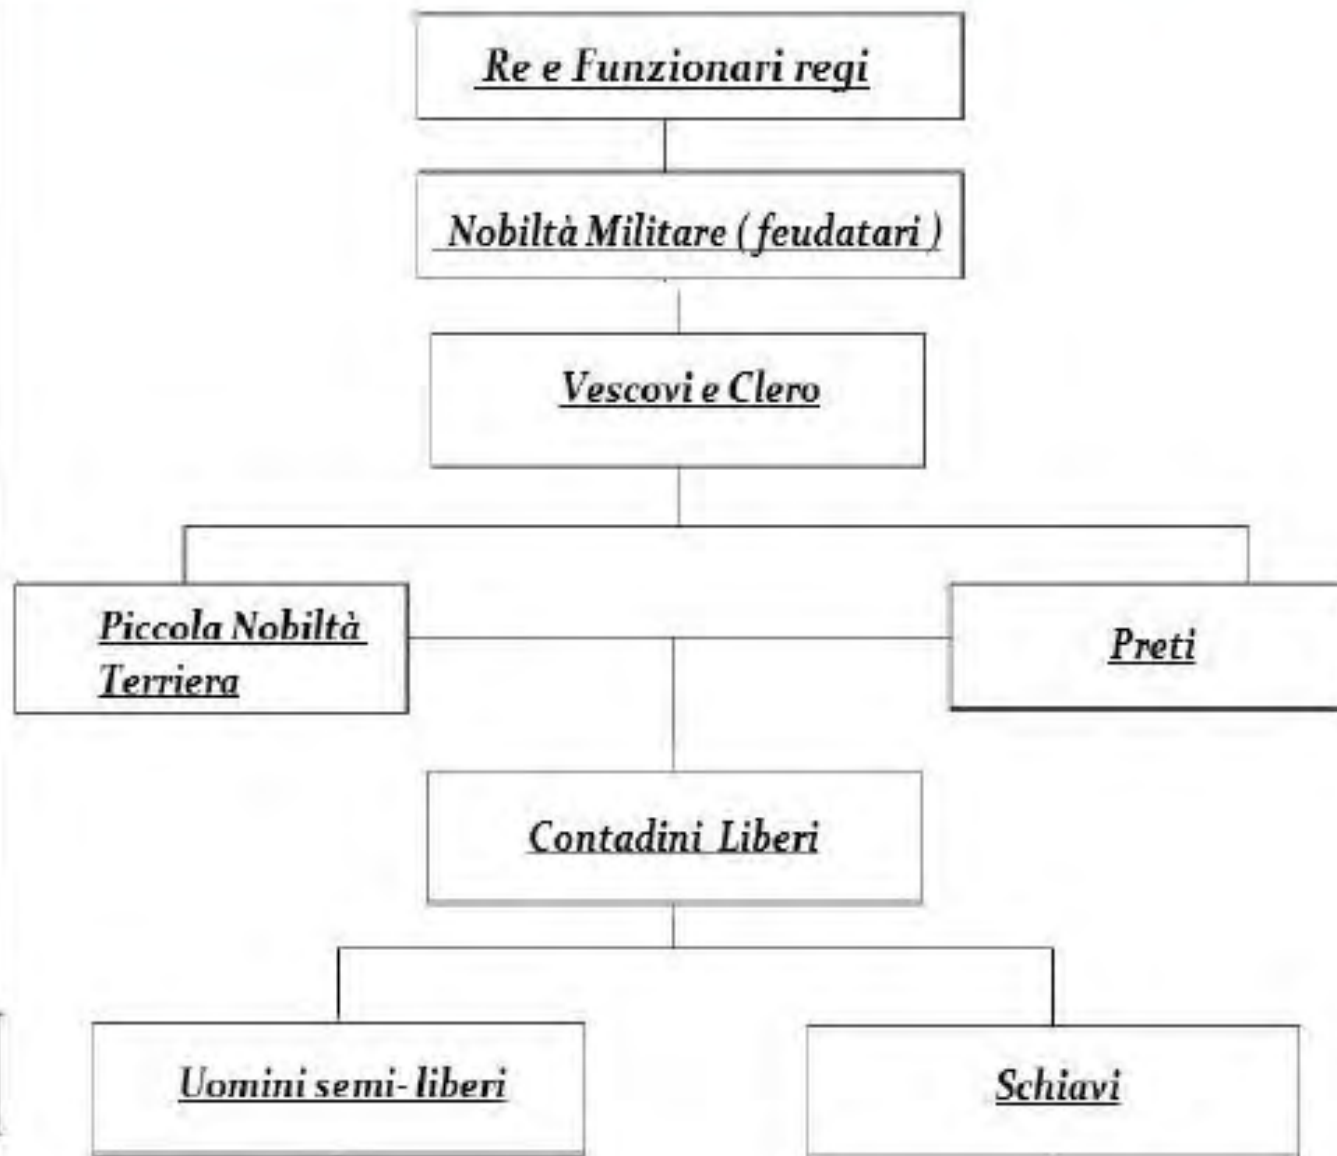 Re e Funzionari regi
Nobiltà Militare ( feudatari )
Vescovi e Clero
Piccola Nobiltà
Terriera
Preti
Contadini Liberi
Uomini semi- liberi
Schiavi